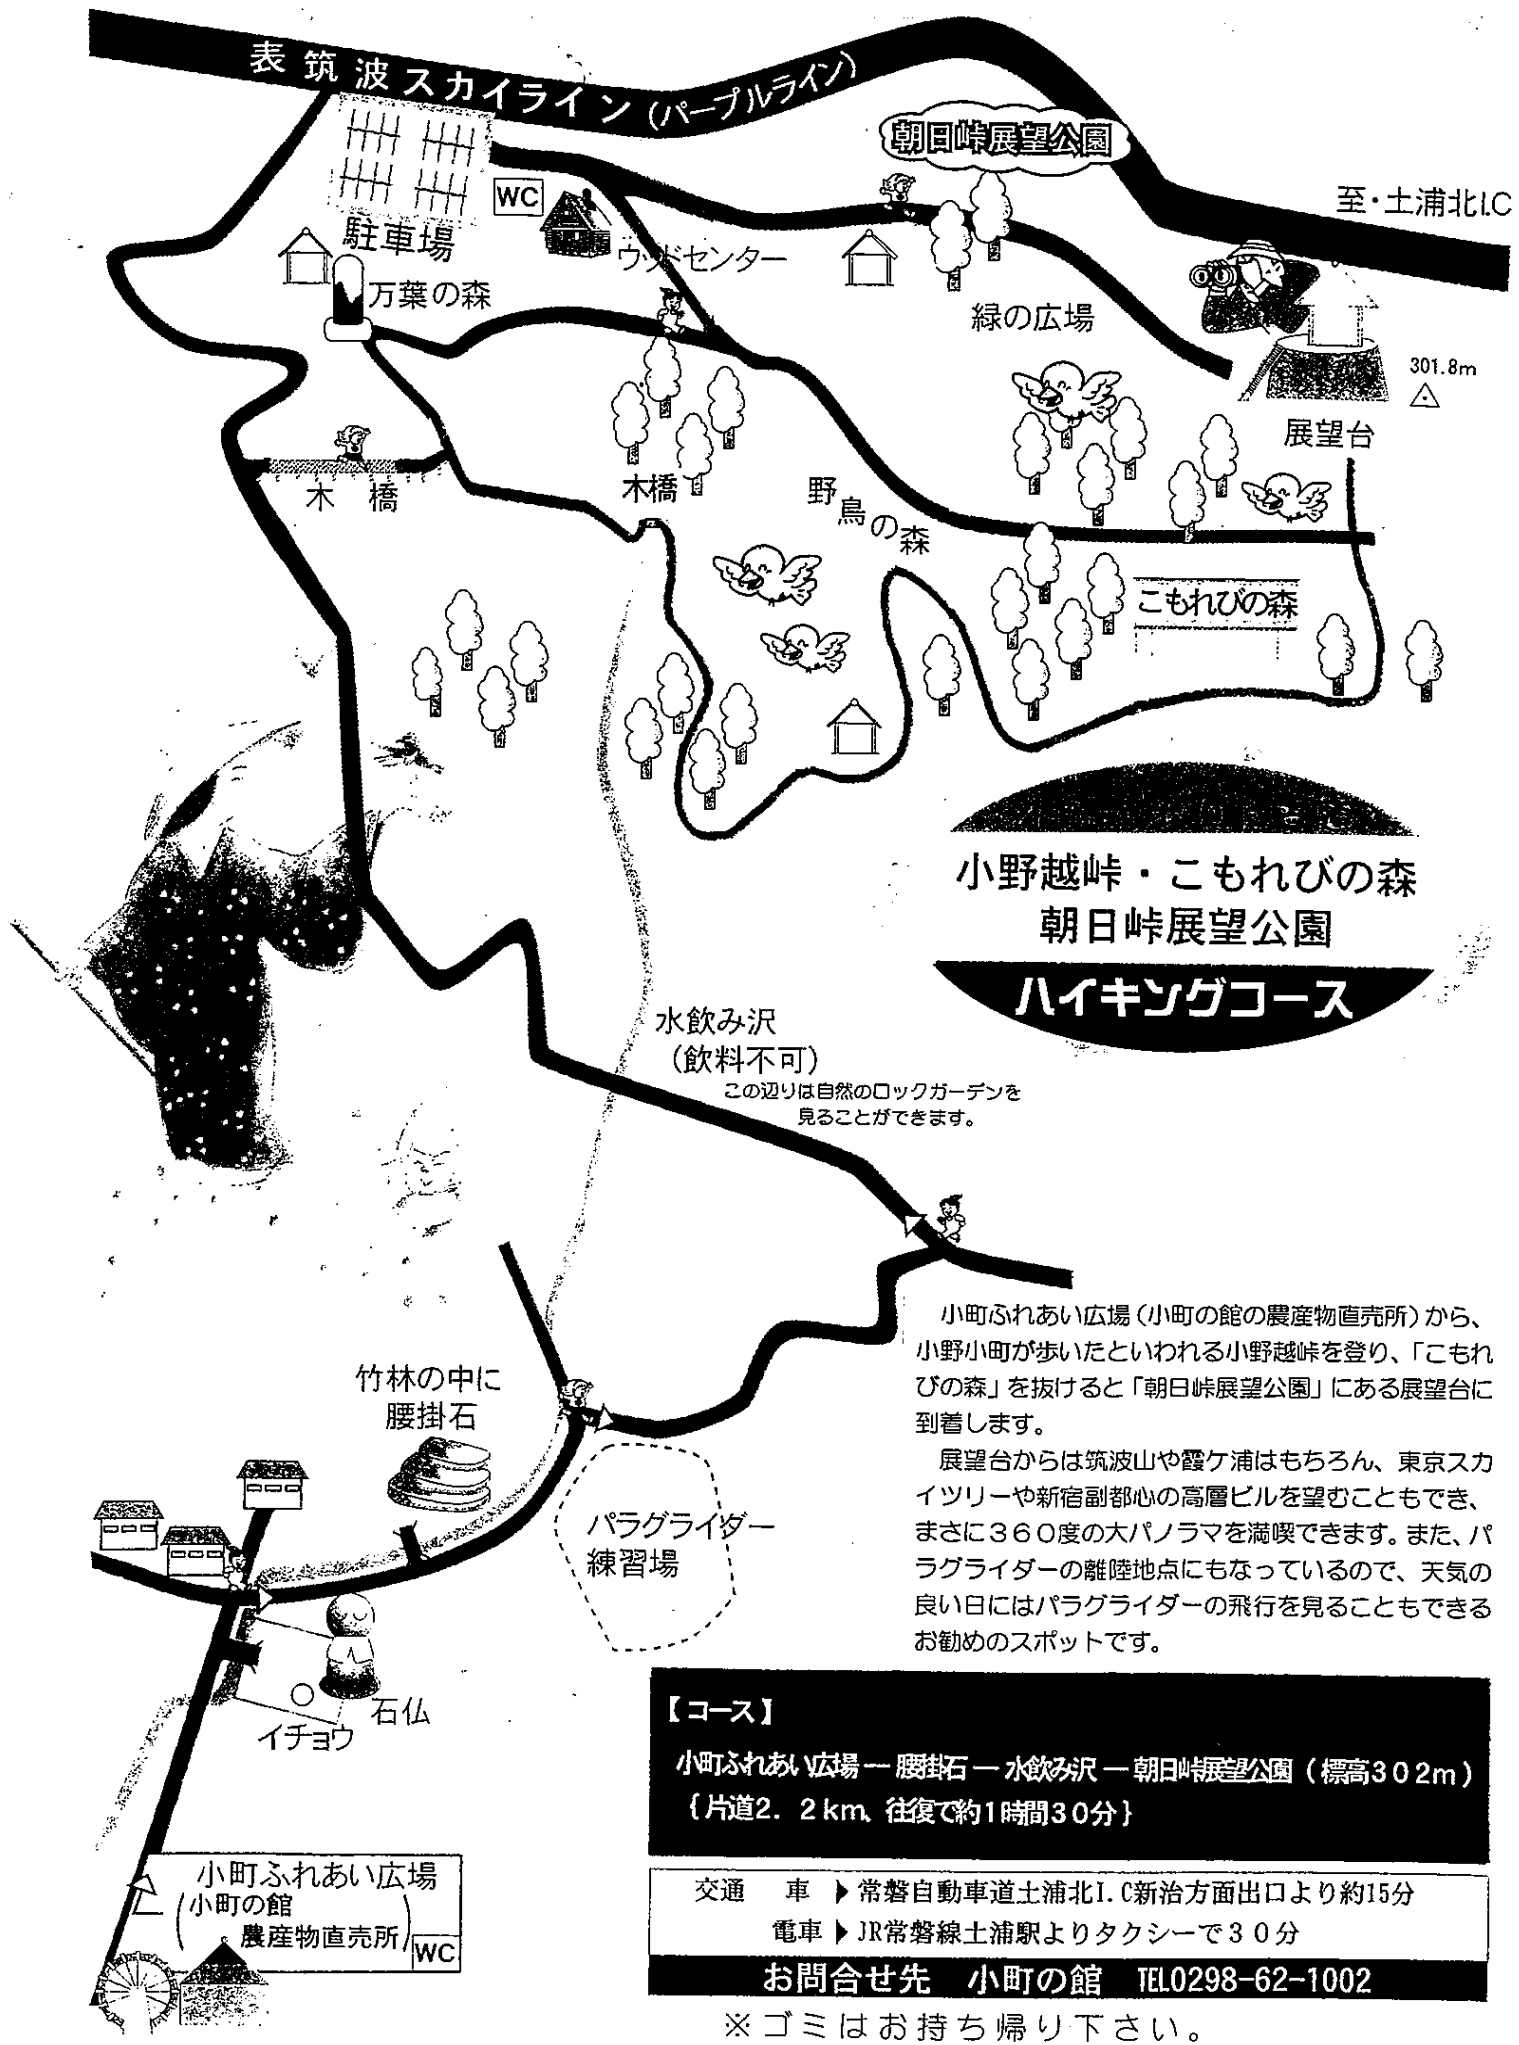 表筑波スカイライン(パープルライン)
朝日峠展望公園
至・土浦北I.C
WC
駐車場
ウッドセンター
万葉の森
緑の広場
301.8m
展望台
木橋
木橋
野鳥の森
こもれびの森
小野越峠・こもれびの森
朝日峠展望公園
ハイキングコース
水飲み沢
(飲料不可)
この辺りは自然のロックガーデンを
見ることができます。
小町ふれあい広場(小町の館の農産物直売所)から、
小野小町が歩いたといわれる小野越峠を登り、「こもれ
びの森」を抜けると「朝日峠展望公園」にある展望台に
到着します。
展望台からは筑波山や霞ケ浦はもちろん、東京スカ
イツリーや新宿副都心の高層ビルを望むこともでき、
まさに360度の大パノラマを満喫できます。また、パ
ラグライダーの離陸地点にもなっているので、天気の
良い日にはパラグライダーの飛行を見ることもできる
お勧めのスポットです。
竹林の中に
腰掛石
パラグライダー
練習場
石仏
イチョウ
【コース】
小町ふれあい広場―腰掛石―水飲み沢―朝日峠展望公園(標高302m)
{片道2.2km、往復で約1時間30分}
小町ふれあい広場
(小町の館
農産物直売所)
WC
交通 車 ▶常磐自動車道土浦北I.C新治方面出口より約15分
電車 ▶JR常磐線土浦駅よりタクシーで30分
お問合せ先 小町の館 TEL0298-62-1002
※ゴミはお持ち帰り下さい。